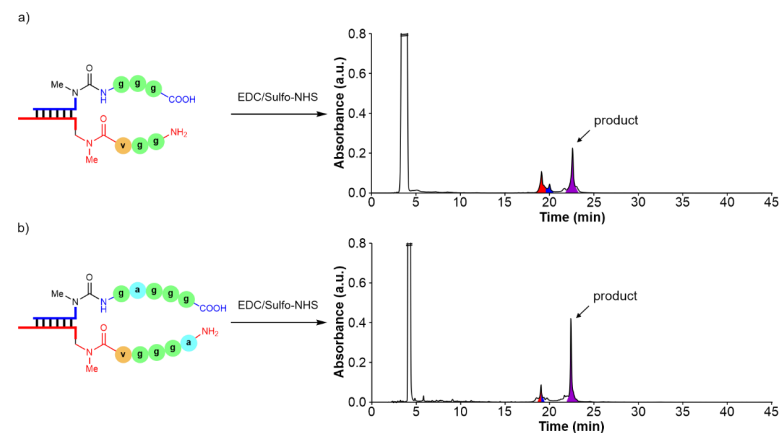 a)
Me
N
O
N
H
g g g
COOH
O
N
Me
v g g
NH2
EDC/Sulfo-NHS
Absorbance (a.u.)
0.8
0.6
0.4
0.2
0.0
product
0 5 10 15 20 25 30 35 40 45
Time (min)
b)
Me
N
O
N
H
g a g g g
COOH
O
N
Me
v g g g a
NH2
EDC/Sulfo-NHS
Absorbance (a.u.)
0.8
0.6
0.4
0.2
0.0
product
0 5 10 15 20 25 30 35 40 45
Time (min)